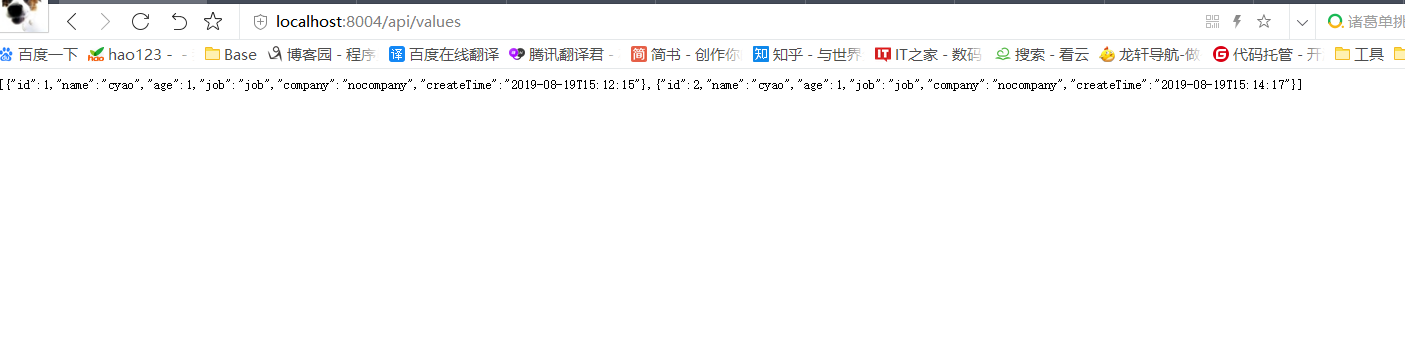 localhost:8004/api/values 诸葛单挑
百度一下 hao123 - - Base 博客园 - 程序 百度在线翻译 腾讯翻译君 - 简书 - 创作你 知乎 - 与世界 IT之家 - 数码 搜索 - 看云 龙轩导航-做 代码托管 - 开 工具
[{"id":1,"name":"cyao","age":1,"job":"job","company":"nocompany","createTime":"2019-08-19T15:12:15"},{"id":2,"name":"cyao","age":1,"job":"job","company":"nocompany","createTime":"2019-08-19T15:14:17"}]